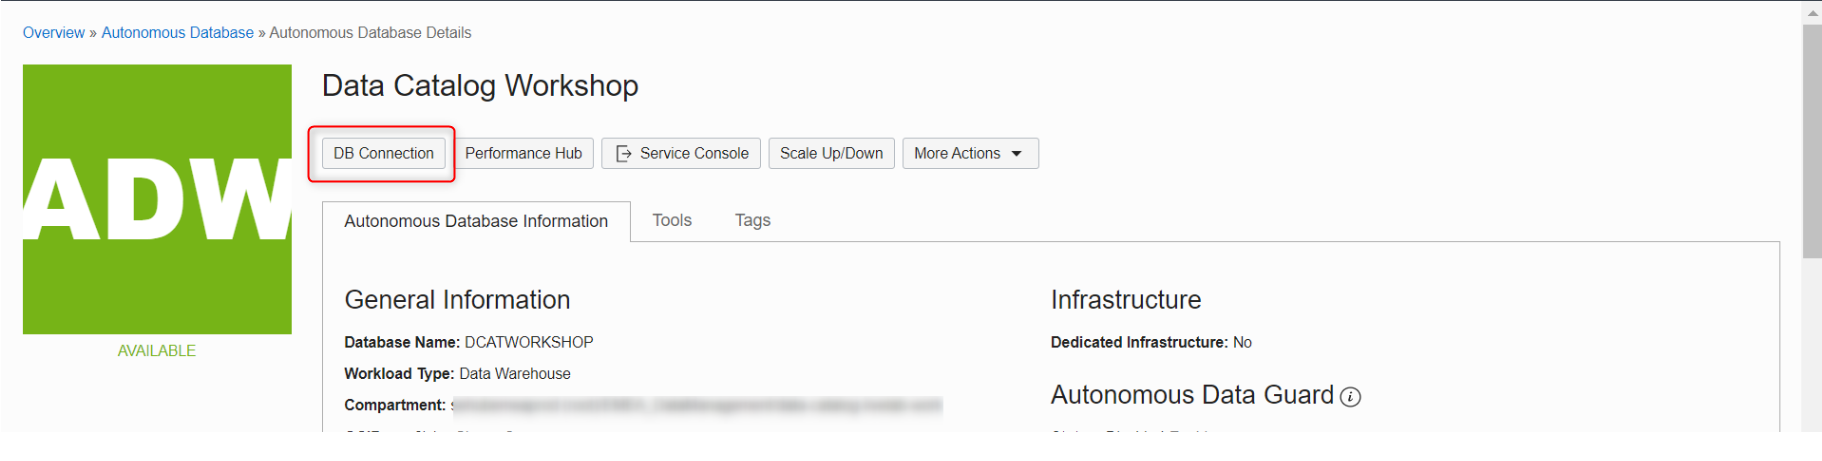 Overview » Autonomous Database » Autonomous Database Details
ADW
AVAILABLE
Data Catalog Workshop
DB Connection Performance Hub Service Console Scale Up/Down More Actions
Autonomous Database Information Tools Tags
General Information
Database Name: DCATWORKSHOP
Workload Type: Data Warehouse
Compartment:
Infrastructure
Dedicated Infrastructure: No
Autonomous Data Guard